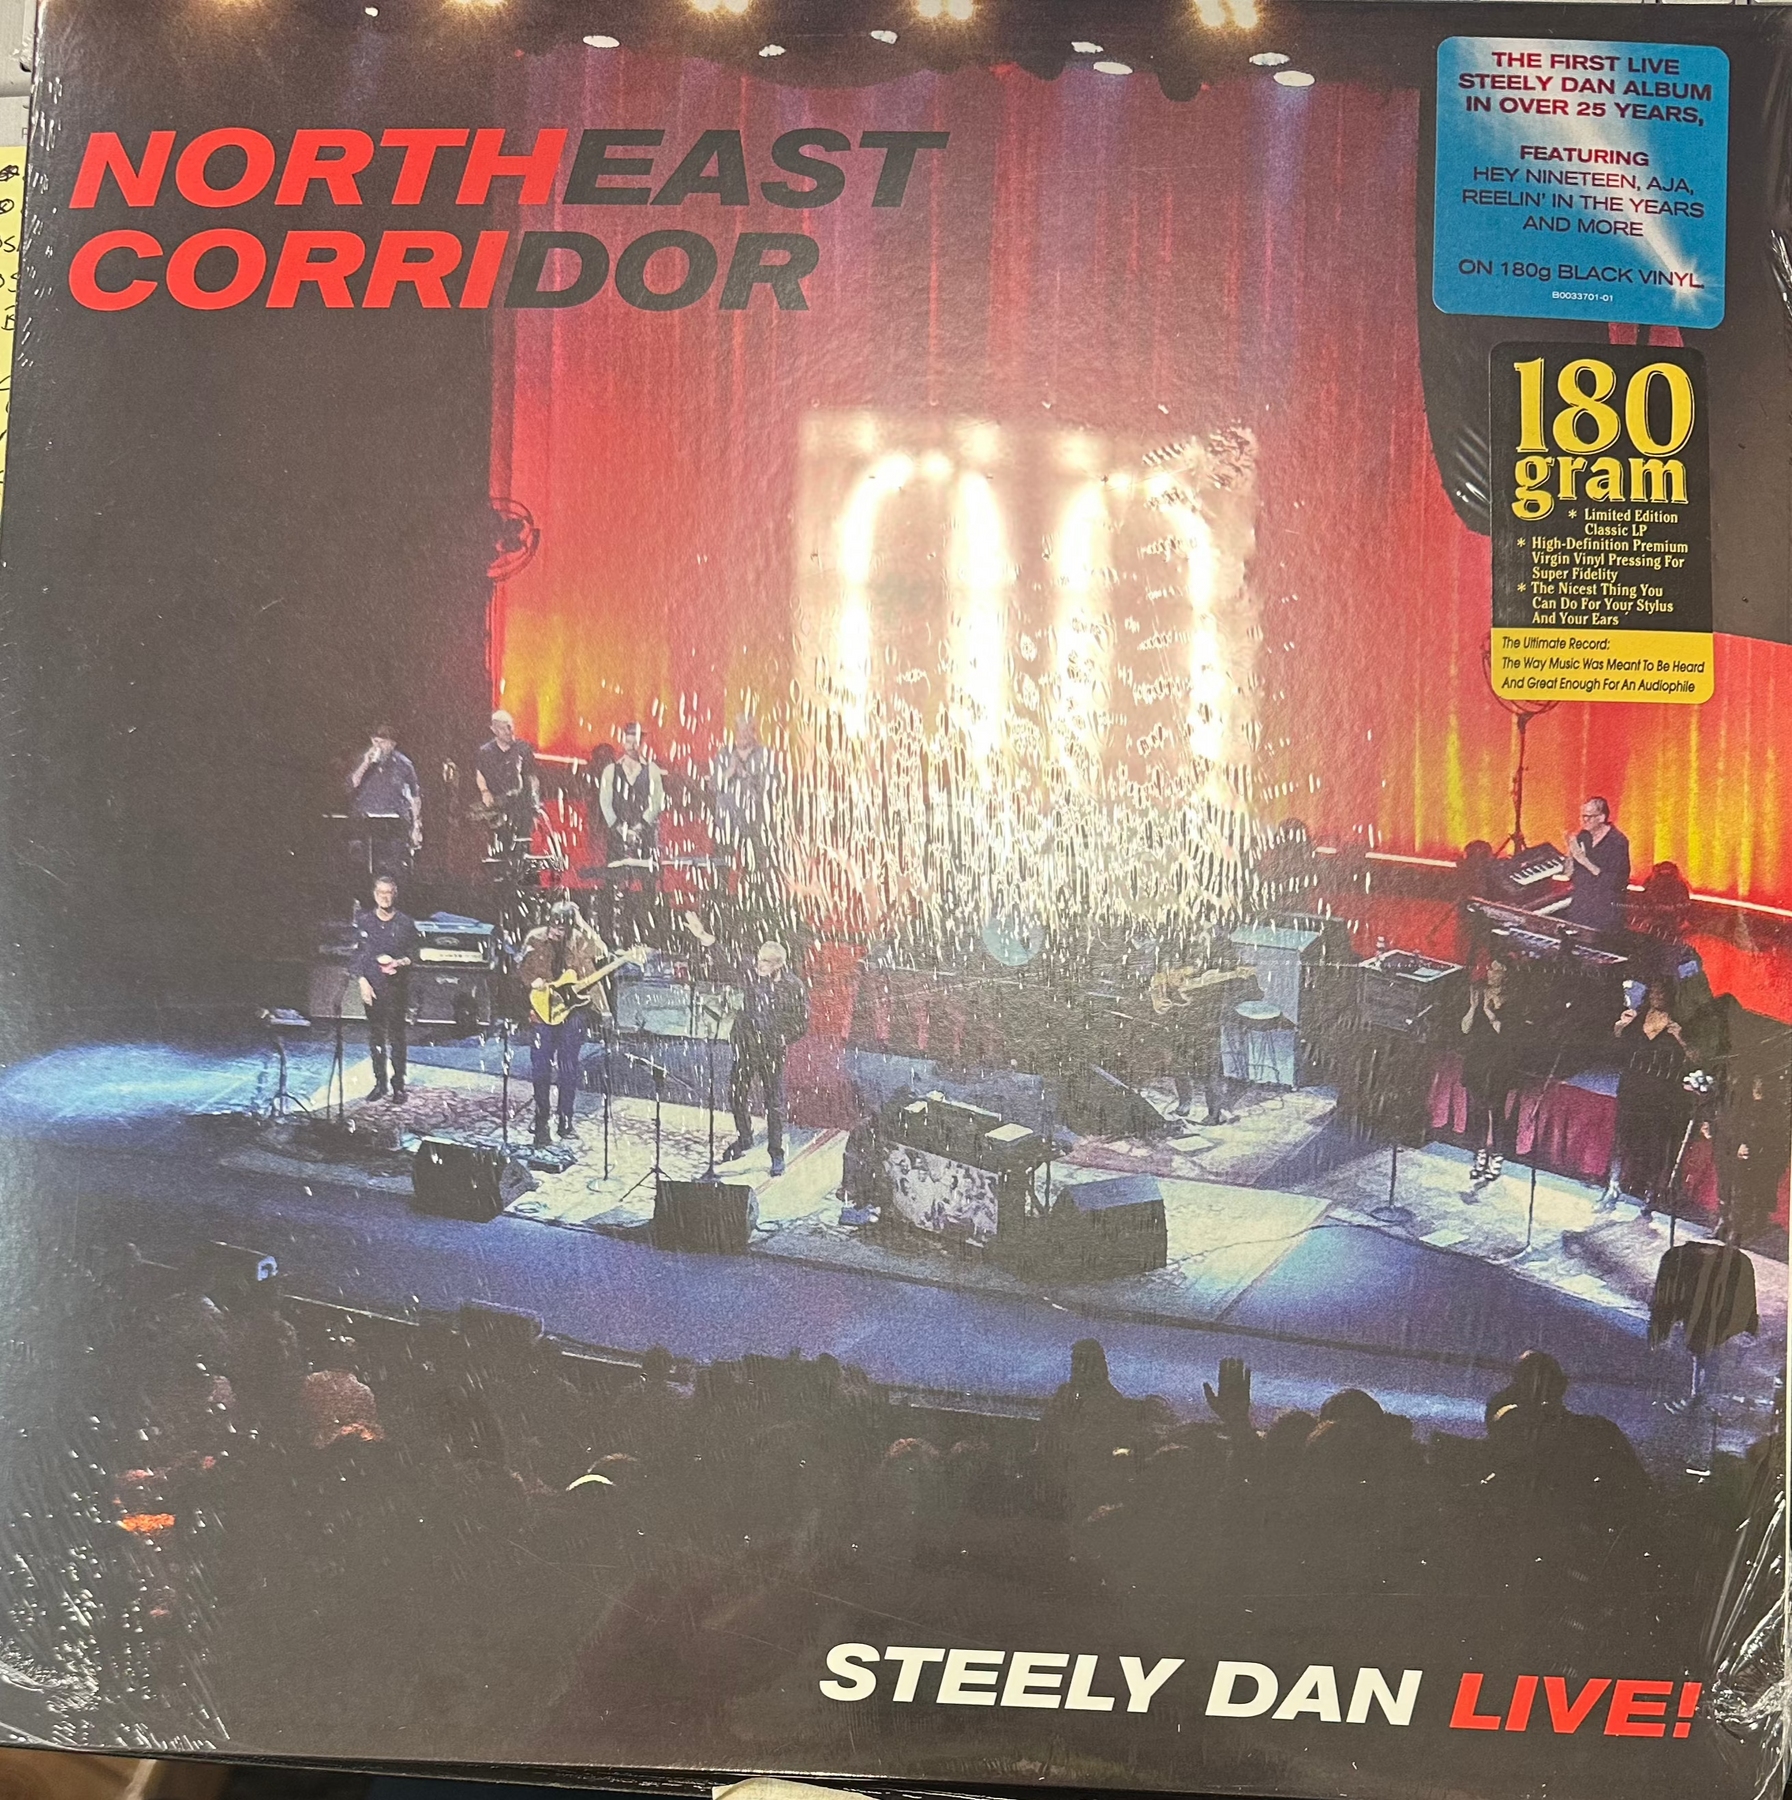 NORTHEAST
CORRIDOR
THE FIRST LIVE
STEELY DAN ALBUM
IN OVER 25 YEARS,
FEATURING
HEY NINETEEN, AJA,
REELIN' IN THE YEARS
AND MORE
ON 180g BLACK VINYL.
B0033701-01
180
gram
* Limited Edition
Classic LP
* High-Definition Premium
Virgin Vinyl Pressing For
Super Fidelity
* The Nicest Thing You
Can Do For Your Stylus
And Your Ears
The Ultimate Record:
The Way Music Was Meant To Be Heard
And Great Enough For An Audiophile
STEELY DAN LIVE!